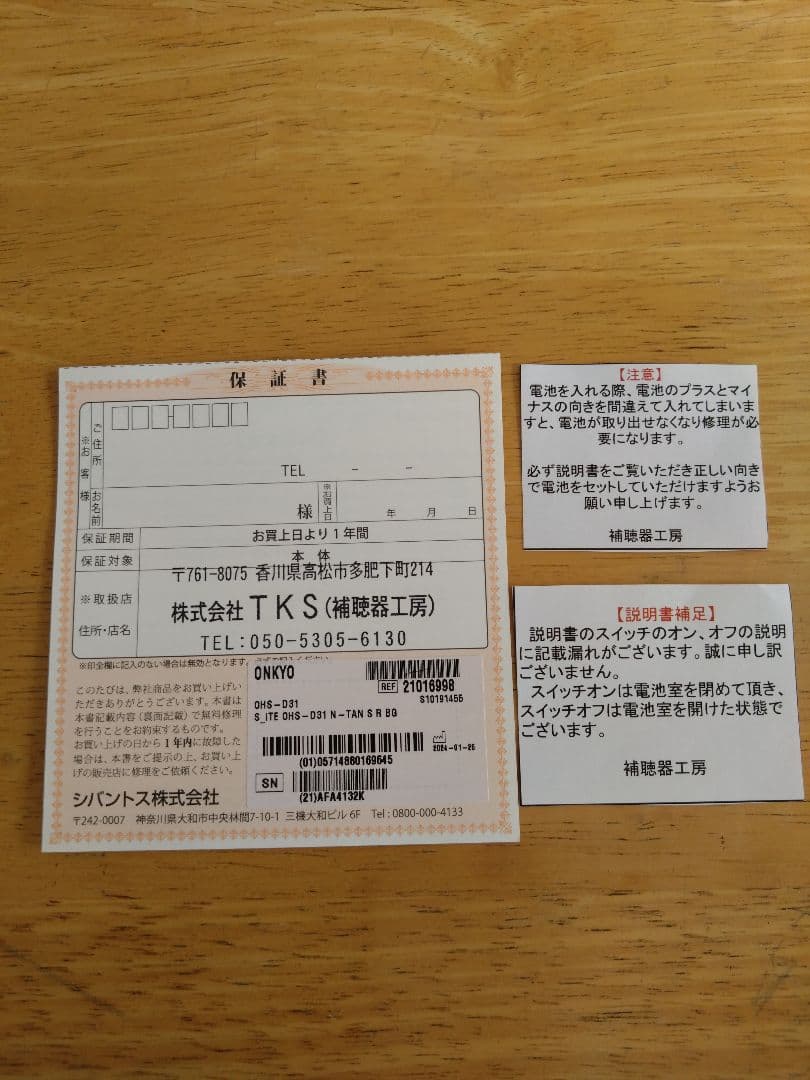 保証書
※お客様
ご住所
TEL － －
お名前
様
※お買上日
年 月 日
保証期間
お買上日より1年間
保証対象
本体
※取扱店
住所・店名
〒761-8075 香川県高松市多肥下町214
株式会社TKS(補聴器工房)
TEL:050-5305-6130
※印全欄に記入のない場合は無効となります。
このたびは、弊社商品をお買い上げい
ただきありがとうございます。本書は
本書記載内容（裏面記載）で無料修理
を行うことをお約束するものです。
お買い上げの日から1年内に故障した
場合は、本書をご提示の上、お買い上
げの販売店に修理をご依頼ください。
シバントス株式会社
〒242-0007 神奈川県大和市中央林間7-10-1 三機大和ビル6F Tel：0800-000-4133
ONKYO
REF 21016998
S10191455
OHS-D31
S_ITE OHS-D31 N-TAN S R BG
2024-01-26
(01)05714880169645
SN
(21)AFA4132K
【注意】
電池を入れる際、電池のプラスとマイ
ナスの向きを間違えて入れてしまいま
すと、電池が取り出せなくなり修理が必
要になります。
必ず説明書をご覧いただき正しい向き
で電池をセットしていただけますようお
願い申し上げます。
補聴器工房
【説明書補足】
説明書のスイッチのオン、オフの説明
に記載漏れがございます。誠に申し訳
ございません。
スイッチオンは電池室を閉めて頂き、
スイッチオフは電池室を開けた状態で
ございます。
補聴器工房